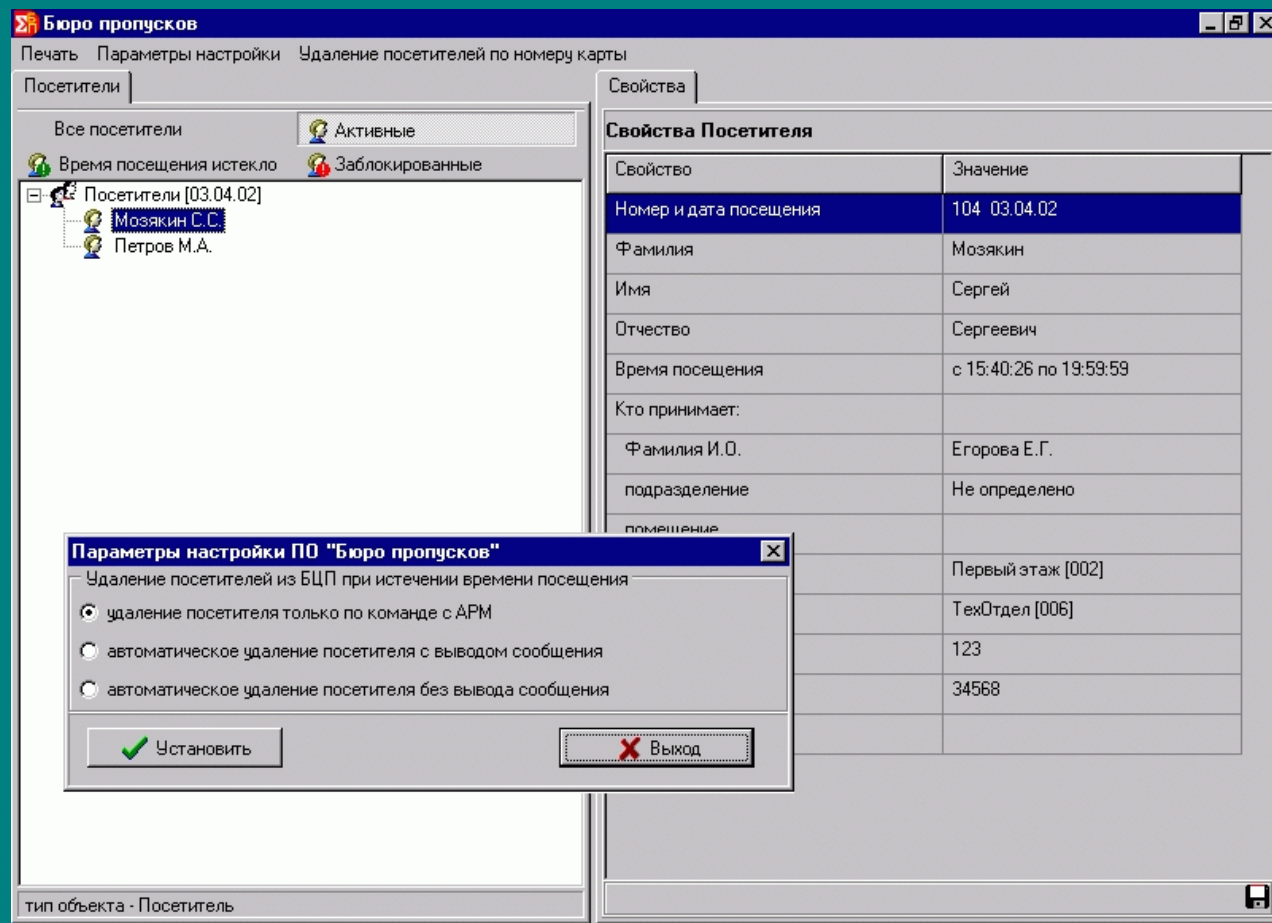 Бюро пропусков
Печать Параметры настройки Удаление посетителей по номеру карты
Посетители
Все посетители Активные
Время посещения истекло Заблокированные
Посетители [03.04.02]
Мозякин С.С.
Петров М.А.
тип объекта - Посетитель
Свойства
Свойства Посетителя
Свойство Значение
Номер и дата посещения 104 03.04.02
Фамилия Мозякин
Имя Сергей
Отчество Сергеевич
Время посещения с 15:40:26 по 19:59:59
Кто принимает:
Фамилия И.О. Егорова Е.Г.
подразделение Не определено
помещение
Первый этаж [002]
ТехОтдел [006]
123
34568
Параметры настройки ПО "Бюро пропусков"
Удаление посетителей из БЦП при истечении времени посещения
удаление посетителя только по команде с АРМ
автоматическое удаление посетителя с выводом сообщения
автоматическое удаление посетителя без вывода сообщения
Установить Выход